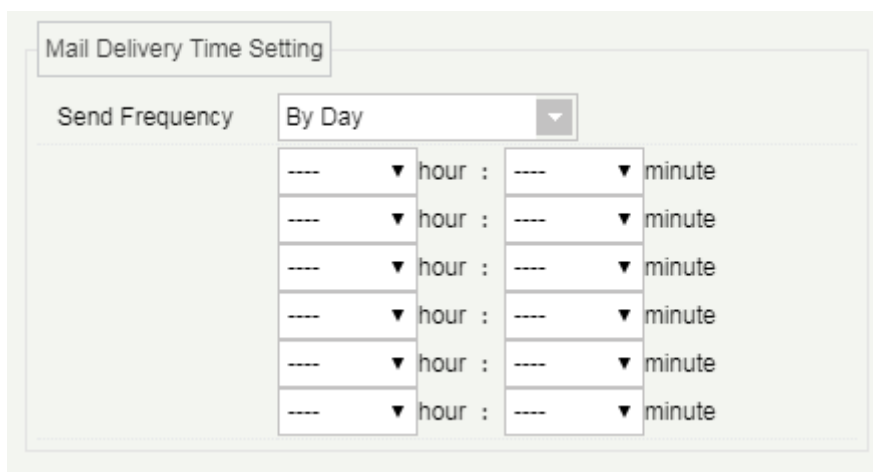 Mail Delivery Time Setting
Send Frequency By Day
---- hour : ---- minute
---- hour : ---- minute
---- hour : ---- minute
---- hour : ---- minute
---- hour : ---- minute
---- hour : ---- minute